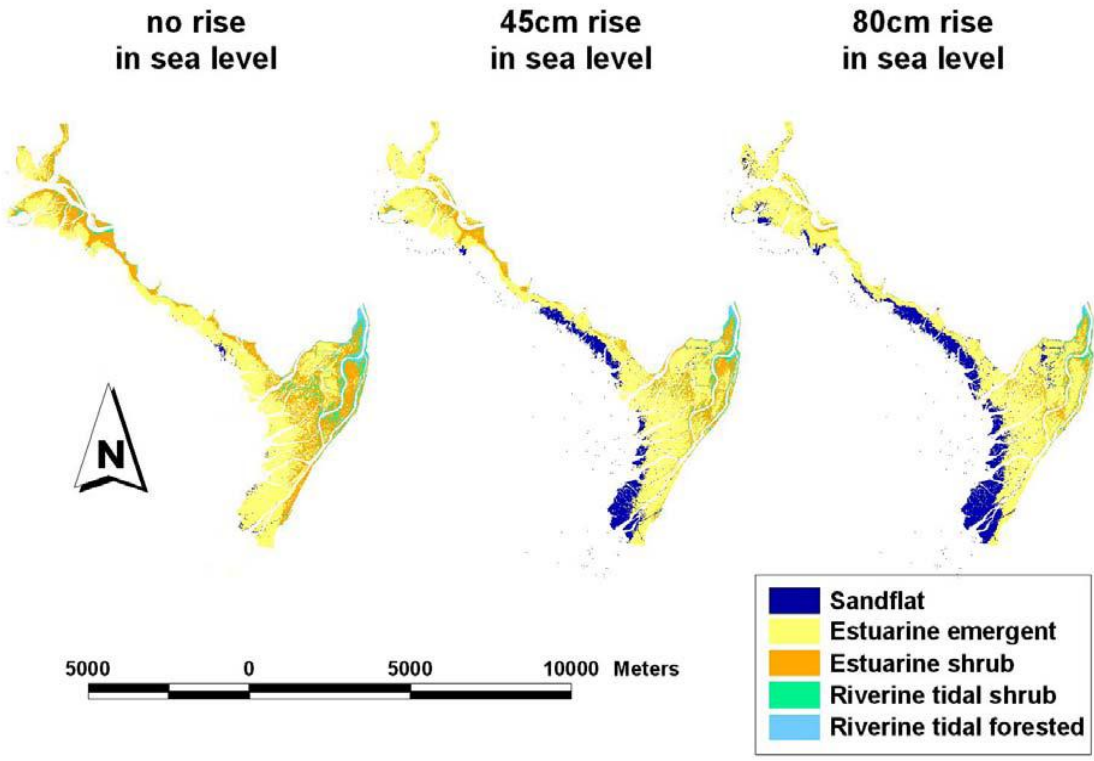 no rise
in sea level
45cm rise
in sea level
80cm rise
in sea level
N
5000 0 5000 10000 Meters
Sandflat
Estuarine emergent
Estuarine shrub
Riverine tidal shrub
Riverine tidal forested